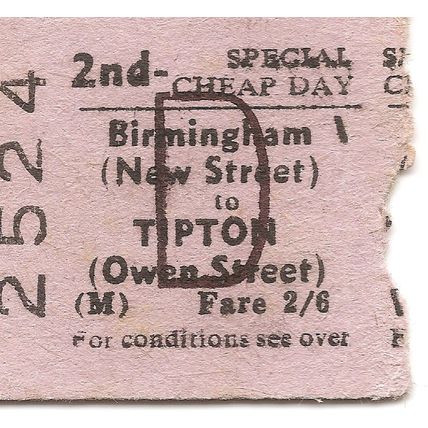 2nd- SPECIAL
CHEAP DAY
Birmingham
(New Street)
to
TIPTON
(Owen Street)
(M) Fare 2/6
For conditions see over
D
2524